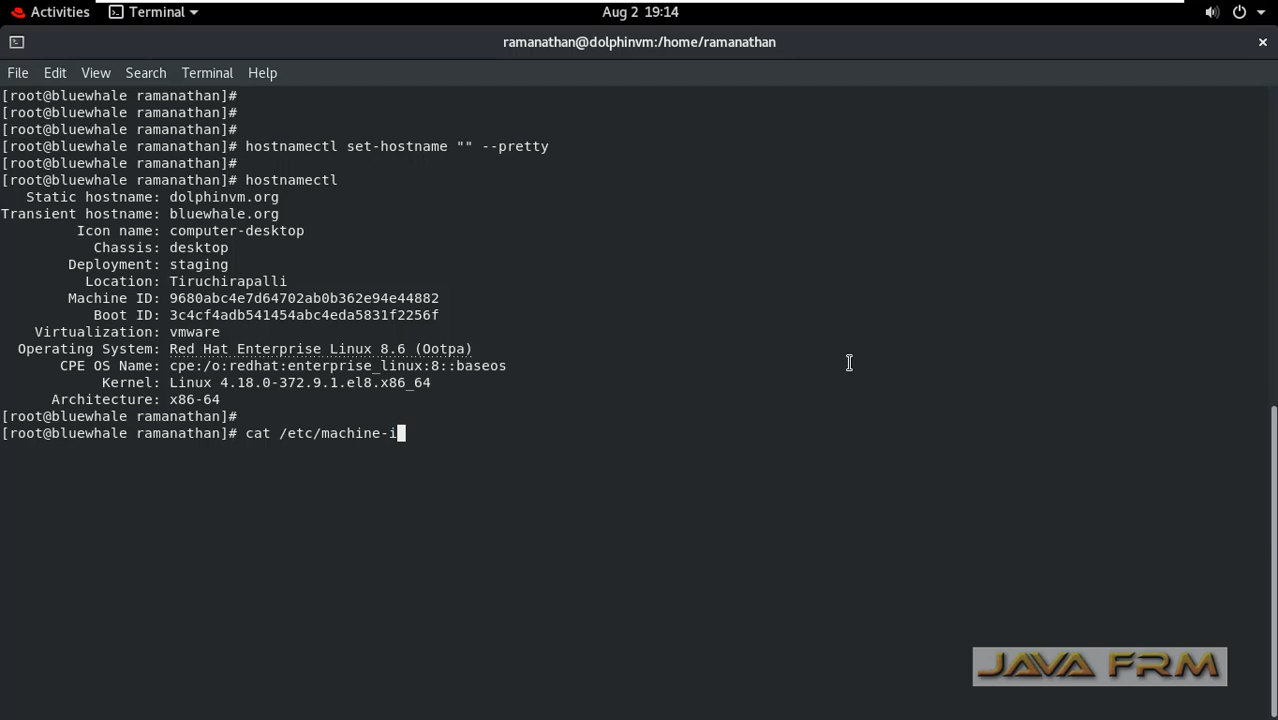 Activities Terminal Aug 2 19:14
ramanathan@dolphinvm:/home/ramanathan
File Edit View Search Terminal Help
[root@bluewhale ramanathan]#
[root@bluewhale ramanathan]#
[root@bluewhale ramanathan]#
[root@bluewhale ramanathan]# hostnamectl set-hostname "" --pretty
[root@bluewhale ramanathan]#
[root@bluewhale ramanathan]# hostnamectl
Static hostname: dolphinvm.org
Transient hostname: bluewhale.org
Icon name: computer-desktop
Chassis: desktop
Deployment: staging
Location: Tiruchirapalli
Machine ID: 9680abc4e7d64702ab0b362e94e44882
Boot ID: 3c4cf4adb541454abc4eda5831f2256f
Virtualization: vmware
Operating System: Red Hat Enterprise Linux 8.6 (Ootpa)
CPE OS Name: cpe:/o:redhat:enterprise_linux:8::baseos
Kernel: Linux 4.18.0-372.9.1.el8.x86_64
Architecture: x86-64
[root@bluewhale ramanathan]#
[root@bluewhale ramanathan]# cat /etc/machine-i
JAVA FRM